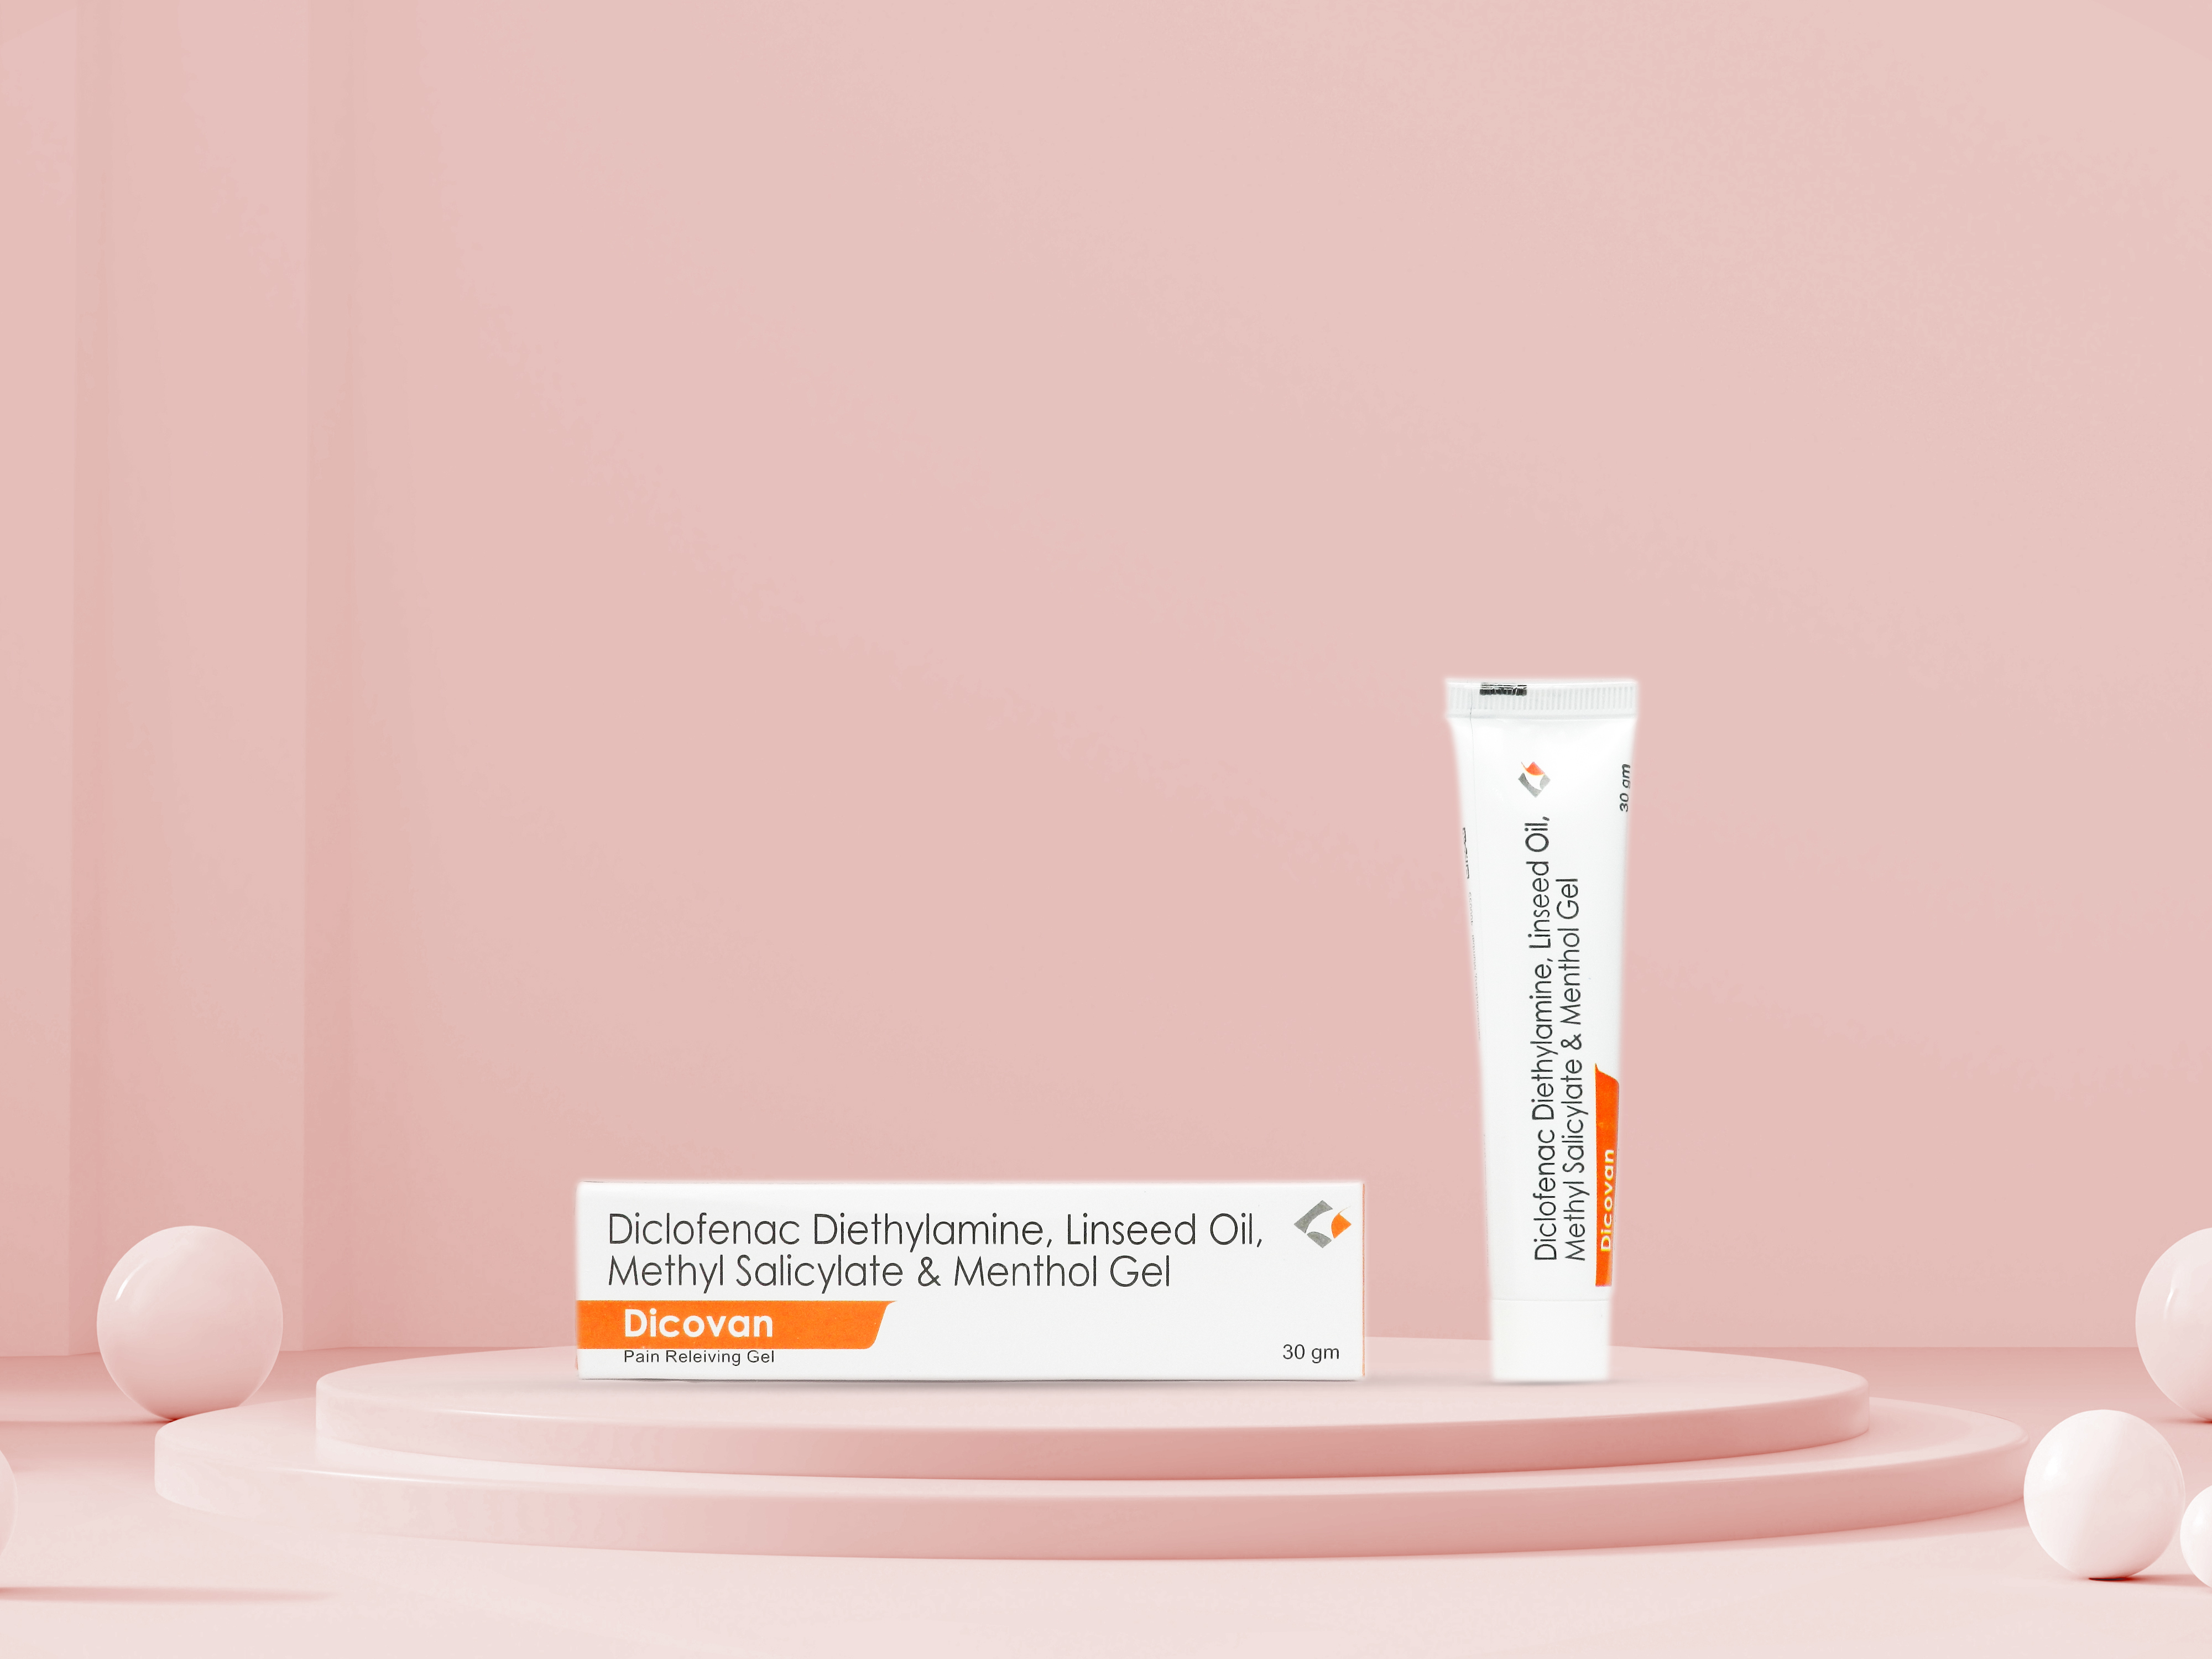 Diclofenac Diethylamine, Linseed Oil,
Methyl Salicylate & Menthol Gel
Dicovan
Pain Releiving Gel
30 gm
30 gm
Diclofenac Diethylamine, Linseed Oil,
Methyl Salicylate & Menthol Gel
Dicovan